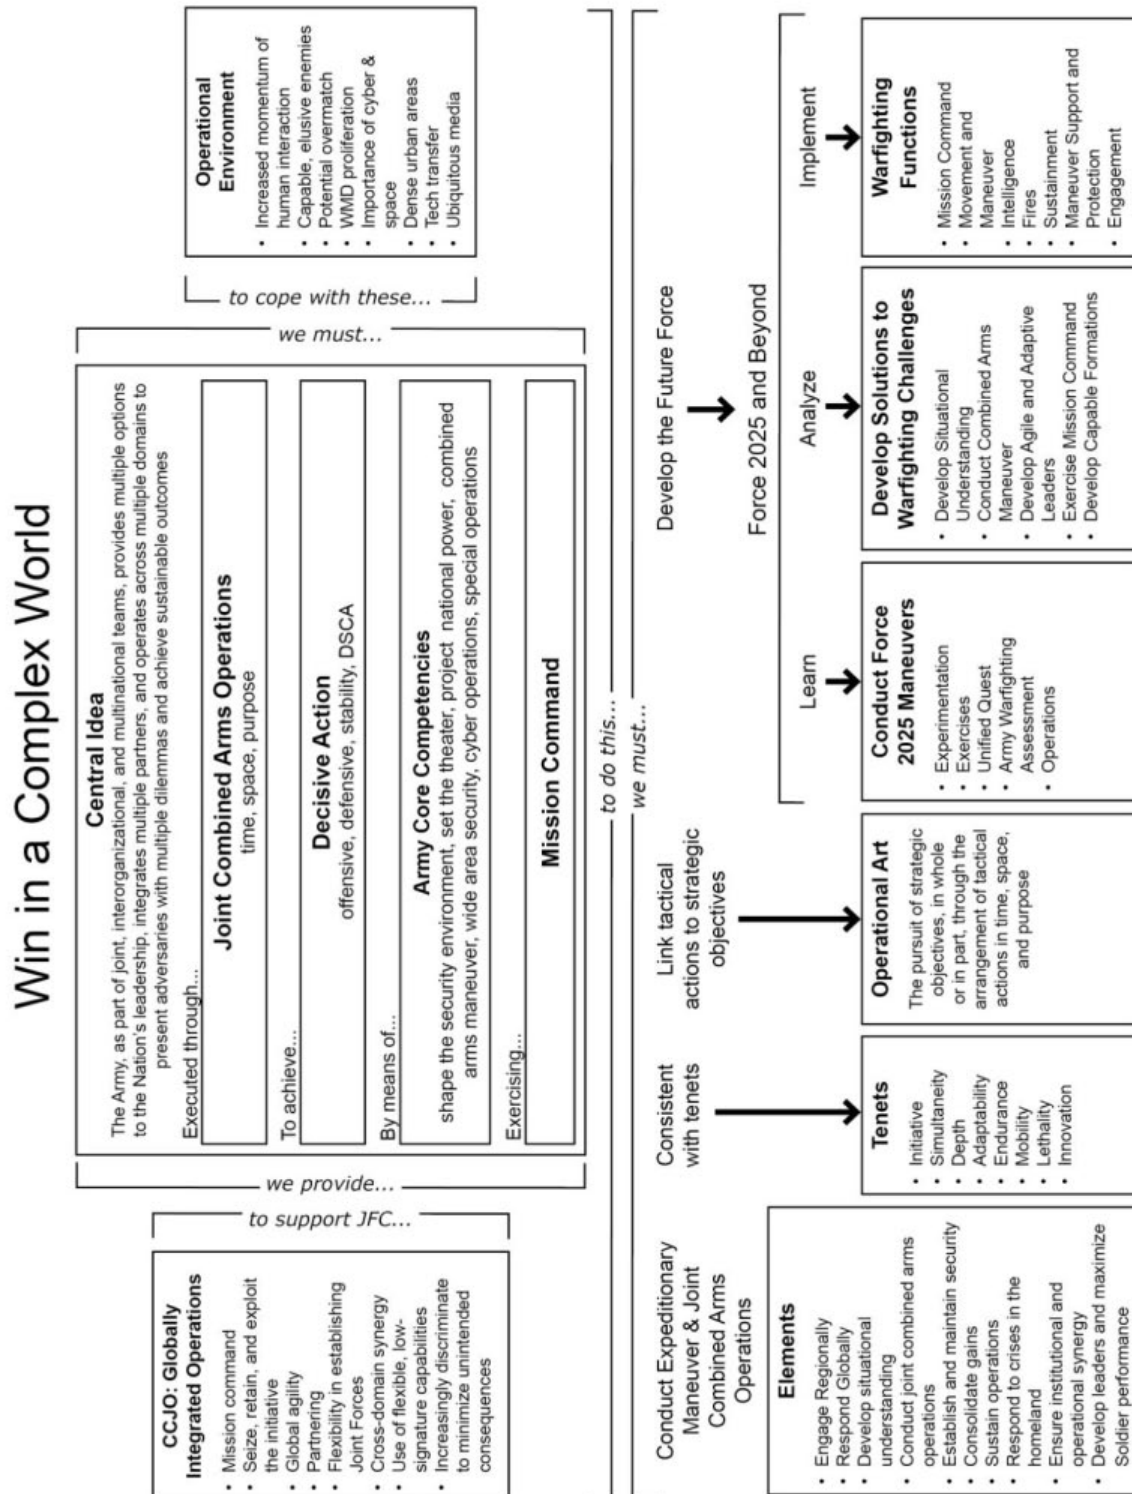 Win in a Complex World
CCJO: Globally
Integrated Operations
• Mission command
• Seize, retain, and exploit
the initiative
• Global agility
• Partnering
• Flexibility in establishing
Joint Forces
• Cross-domain synergy
• Use of flexible, low-
signature capabilities
• Increasingly discriminate
to minimize unintended
consequences
to support JFC...
we provide...
Central Idea
The Army, as part of joint, interorganizational, and multinational teams, provides multiple options
to the Nation's leadership, integrates multiple partners, and operates across multiple domains to
present adversaries with multiple dilemmas and achieve sustainable outcomes
Executed through...
Joint Combined Arms Operations
time, space, purpose
To achieve...
Decisive Action
offensive, defensive, stability, DSCA
By means of...
Army Core Competencies
shape the security environment, set the theater, project national power, combined
arms maneuver, wide area security, cyber operations, special operations
Exercising...
Mission Command
we must...
to cope with these...
Operational
Environment
• Increased momentum of
human interaction
• Capable, elusive enemies
• Potential overmatch
• WMD proliferation
• Importance of cyber &
space
• Dense urban areas
• Tech transfer
• Ubiquitous media
to do this...
we must...
Conduct Expeditionary
Maneuver & Joint
Combined Arms
Operations
Elements
• Engage Regionally
• Respond Globally
• Develop situational
understanding
• Conduct joint combined arms
operations
• Establish and maintain security
• Consolidate gains
• Sustain operations
• Respond to crises in the
homeland
• Ensure institutional and
operational synergy
• Develop leaders and maximize
Soldier performance
Consistent
with tenets
Tenets
• Initiative
• Simultaneity
• Depth
• Adaptability
• Endurance
• Mobility
• Lethality
• Innovation
Link tactical
actions to strategic
objectives
Operational Art
The pursuit of strategic
objectives, in whole
or in part, through the
arrangement of tactical
actions in time, space,
and purpose
Develop the Future Force
Force 2025 and Beyond
Learn
Conduct Force
2025 Maneuvers
• Experimentation
• Exercises
• Unified Quest
• Army Warfighting
Assessment
• Operations
Analyze
Develop Solutions to
Warfighting Challenges
• Develop Situational
Understanding
• Conduct Combined Arms
Maneuver
• Develop Agile and Adaptive
Leaders
• Exercise Mission Command
• Develop Capable Formations
Implement
Warfighting
Functions
• Mission Command
• Movement and
Maneuver
• Intelligence
• Fires
• Sustainment
• Maneuver Support and
Protection
• Engagement